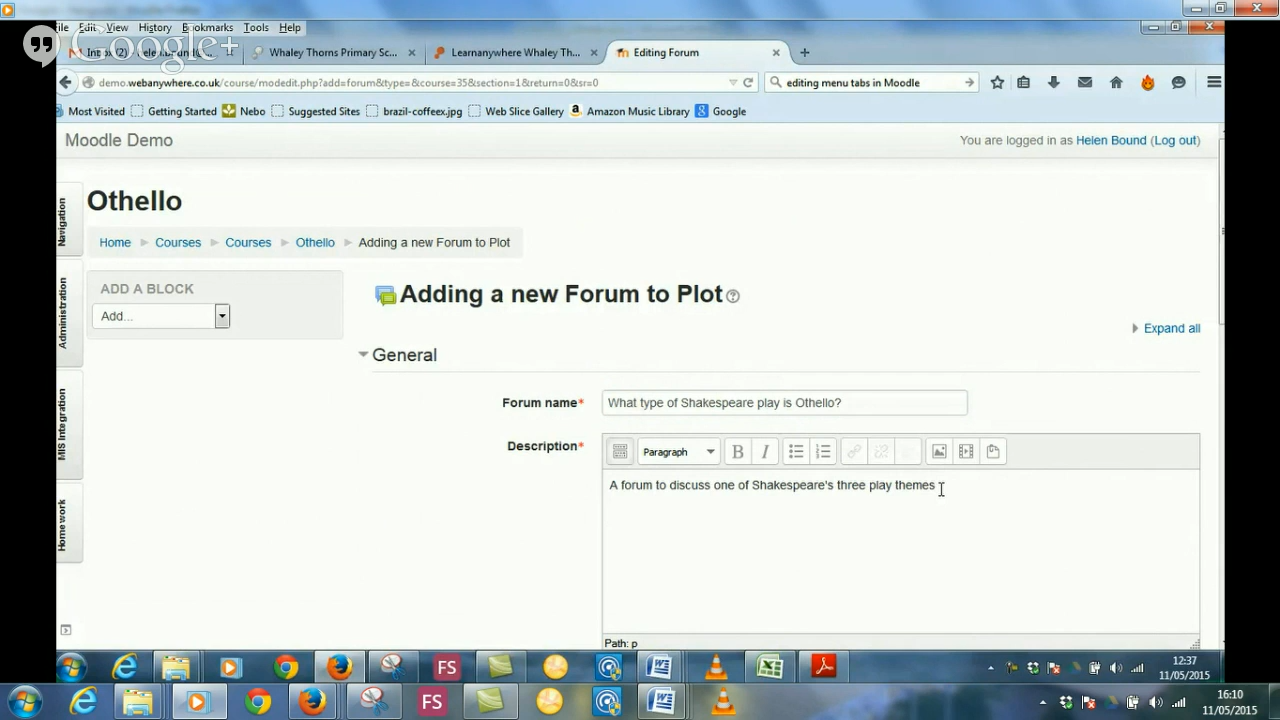 File Edit View History Bookmarks Tools Help
Google+
Whaley Thorns Primary Sc... × Learnanywhere Whaley Th... × Editing Forum × +
demo.webanywhere.co.uk/course/modedit.php?add=forum&type=&course=35&section=1&return=0&sr=0
editing menu tabs in Moodle
Most Visited Getting Started Nebo Suggested Sites brazil-coffeex.jpg Web Slice Gallery Amazon Music Library Google
Moodle Demo You are logged in as Helen Bound (Log out)
Othello
Home Courses Courses Othello Adding a new Forum to Plot
Navigation
Administration
MIS Integration
Homework
ADD A BLOCK
Add...
Adding a new Forum to Plot
Expand all
General
Forum name* What type of Shakespeare play is Othello?
Description*
Paragraph B I
A forum to discuss one of Shakespeare's three play themes
Path: p
FS
12:37
11/05/2015
FS
16:10
11/05/2015